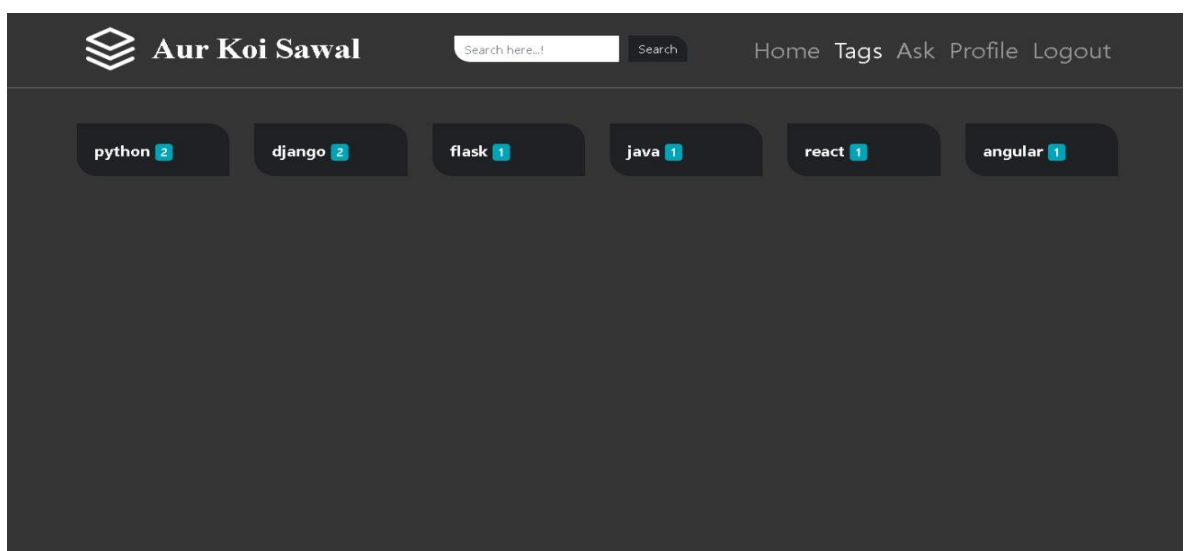 Aur Koi Sawal Search here...! Search Home Tags Ask Profile Logout
python 2 django 2 flask 1 java 1 react 1 angular 1